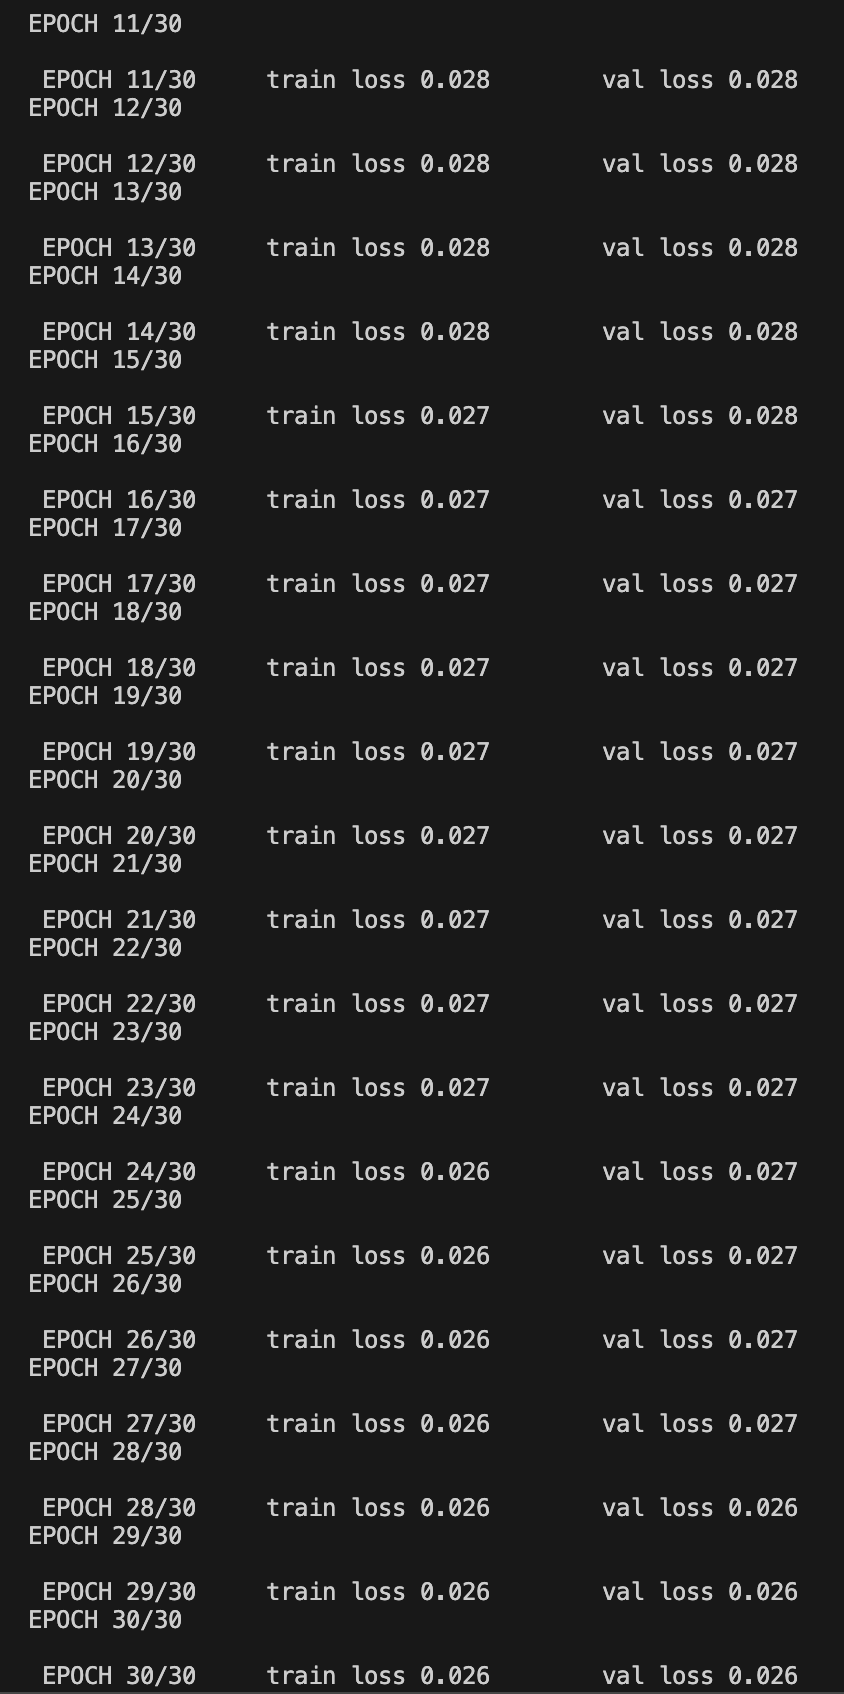 EPOCH 11/30
EPOCH 11/30 train loss 0.028 val loss 0.028
EPOCH 12/30
EPOCH 12/30 train loss 0.028 val loss 0.028
EPOCH 13/30
EPOCH 13/30 train loss 0.028 val loss 0.028
EPOCH 14/30
EPOCH 14/30 train loss 0.028 val loss 0.028
EPOCH 15/30
EPOCH 15/30 train loss 0.027 val loss 0.028
EPOCH 16/30
EPOCH 16/30 train loss 0.027 val loss 0.027
EPOCH 17/30
EPOCH 17/30 train loss 0.027 val loss 0.027
EPOCH 18/30
EPOCH 18/30 train loss 0.027 val loss 0.027
EPOCH 19/30
EPOCH 19/30 train loss 0.027 val loss 0.027
EPOCH 20/30
EPOCH 20/30 train loss 0.027 val loss 0.027
EPOCH 21/30
EPOCH 21/30 train loss 0.027 val loss 0.027
EPOCH 22/30
EPOCH 22/30 train loss 0.027 val loss 0.027
EPOCH 23/30
EPOCH 23/30 train loss 0.027 val loss 0.027
EPOCH 24/30
EPOCH 24/30 train loss 0.026 val loss 0.027
EPOCH 25/30
EPOCH 25/30 train loss 0.026 val loss 0.027
EPOCH 26/30
EPOCH 26/30 train loss 0.026 val loss 0.027
EPOCH 27/30
EPOCH 27/30 train loss 0.026 val loss 0.027
EPOCH 28/30
EPOCH 28/30 train loss 0.026 val loss 0.026
EPOCH 29/30
EPOCH 29/30 train loss 0.026 val loss 0.026
EPOCH 30/30
EPOCH 30/30 train loss 0.026 val loss 0.026